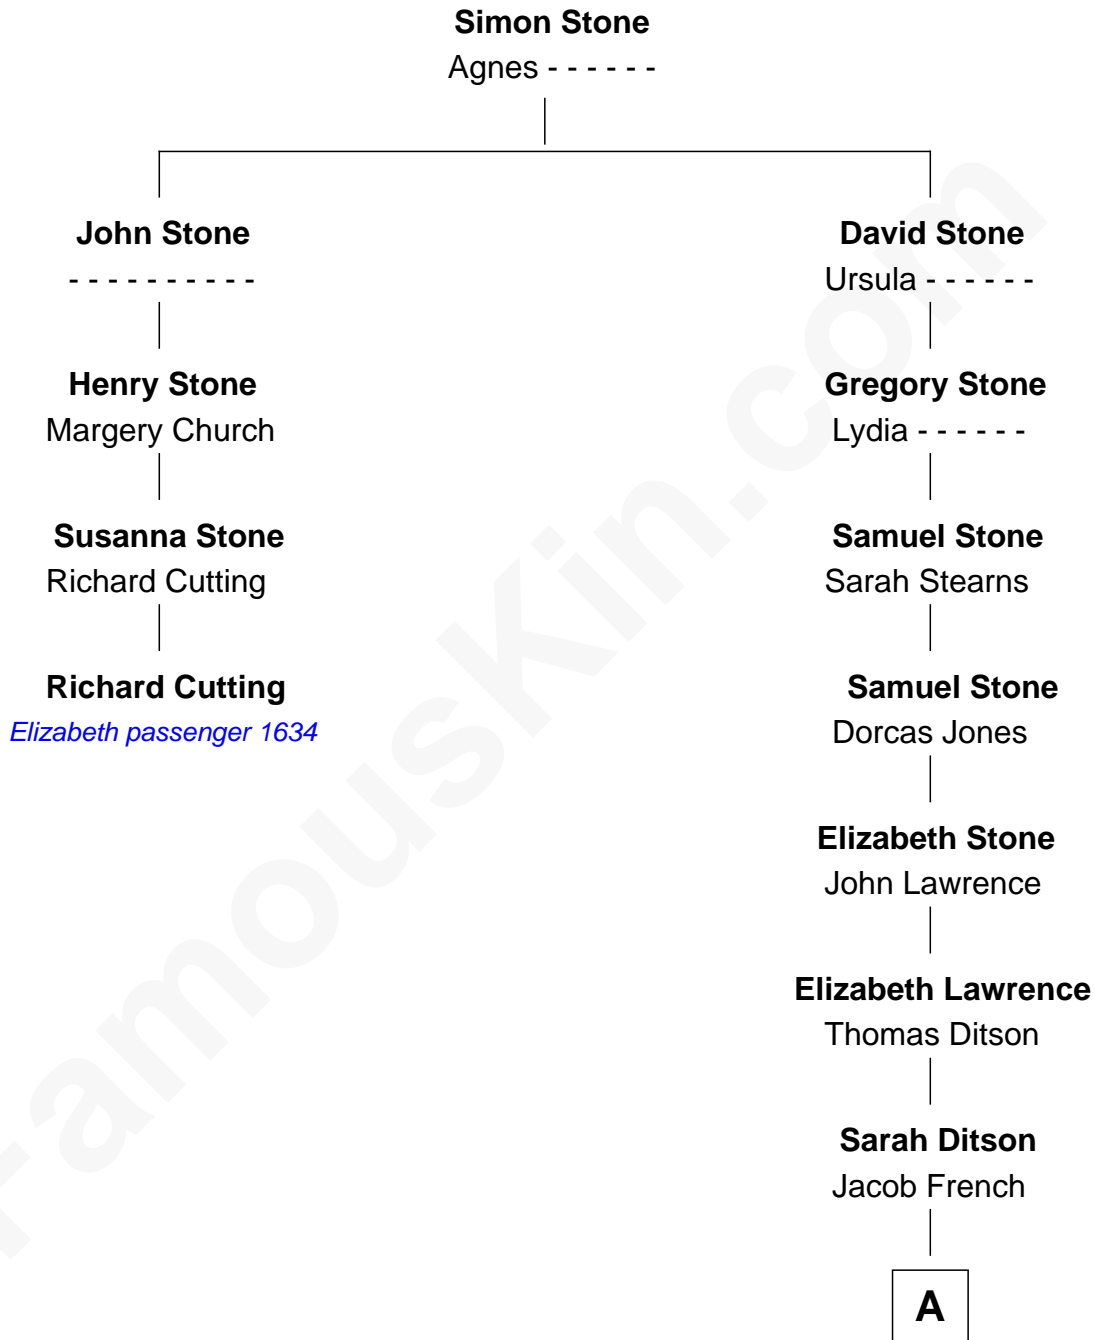 Simon Stone
Agnes - - - - - -
John Stone
- - - - - - - - - -
David Stone
Ursula - - - - - -
Henry Stone
Margery Church
Gregory Stone
Lydia - - - - - -
Susanna Stone
Richard Cutting
Samuel Stone
Sarah Stearns
Richard Cutting
Elizabeth passenger 1634
Samuel Stone
Dorcas Jones
Elizabeth Stone
John Lawrence
Elizabeth Lawrence
Thomas Ditson
Sarah Ditson
Jacob French
A
FamousKin.com